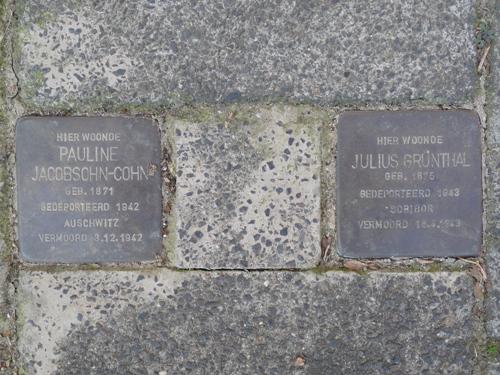 HIER WOONDE
PAULINE
JACOBSOHN-COHN
GEB. 1871
GEDEPORTEERD 1942
AUSCHWITZ
VERMOORD 3.12.1942
HIER WOONDE
JULIUS GRÜNTHAL
GEB. 1875
GEDEPORTEERD 1943
SOBIBOR
VERMOORD